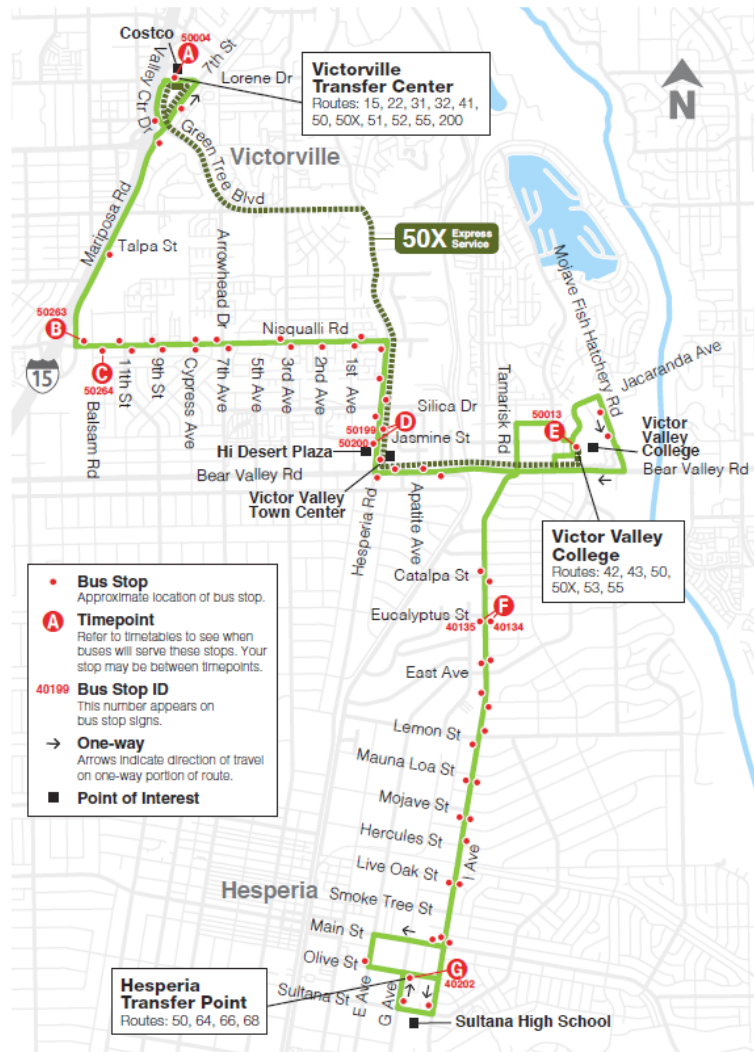 Costco
50004
A
7th St
Valley Ctr Dr
Lorene Dr
Victorville
Transfer Center
Routes: 15, 22, 31, 32, 41,
50, 50X, 51, 52, 55, 200
N
Green Tree Blvd
Victorville
Mariposa Rd
50X Express
Service
Talpa St
Arrowhead Dr
Mojave Fish Hatchery Rd
50263
B
Nisqualli Rd
C
50264
15
Balsam Rd
11th St
9th St
Cypress Ave
7th Ave
5th Ave
3rd Ave
2nd Ave
1st Ave
Tamarisk Rd
Jacaranda Ave
Silica Dr
50199
D
50200
Jasmine St
50013
E
Victor
Valley
College
Hi Desert Plaza
Bear Valley Rd
Bear Valley Rd
Victor Valley
Town Center
Hesperia Rd
Apatite Ave
Victor Valley
College
Routes: 42, 43, 50,
50X, 53, 55
Bus Stop
Approximate location of bus stop.
A Timepoint
Refer to timetables to see when
buses will serve these stops. Your
stop may be between timepoints.
40199 Bus Stop ID
This number appears on
bus stop signs.
One-way
Arrows indicate direction of travel
on one-way portion of route.
Point of Interest
Catalpa St
Eucalyptus St
F
40135
40134
East Ave
Lemon St
Mauna Loa St
Mojave St
Hercules St
I Ave
Live Oak St
Hesperia
Smoke Tree St
Main St
Olive St
G
40202
Sultana St
E Ave
G Ave
Hesperia
Transfer Point
Routes: 50, 64, 66, 68
Sultana High School